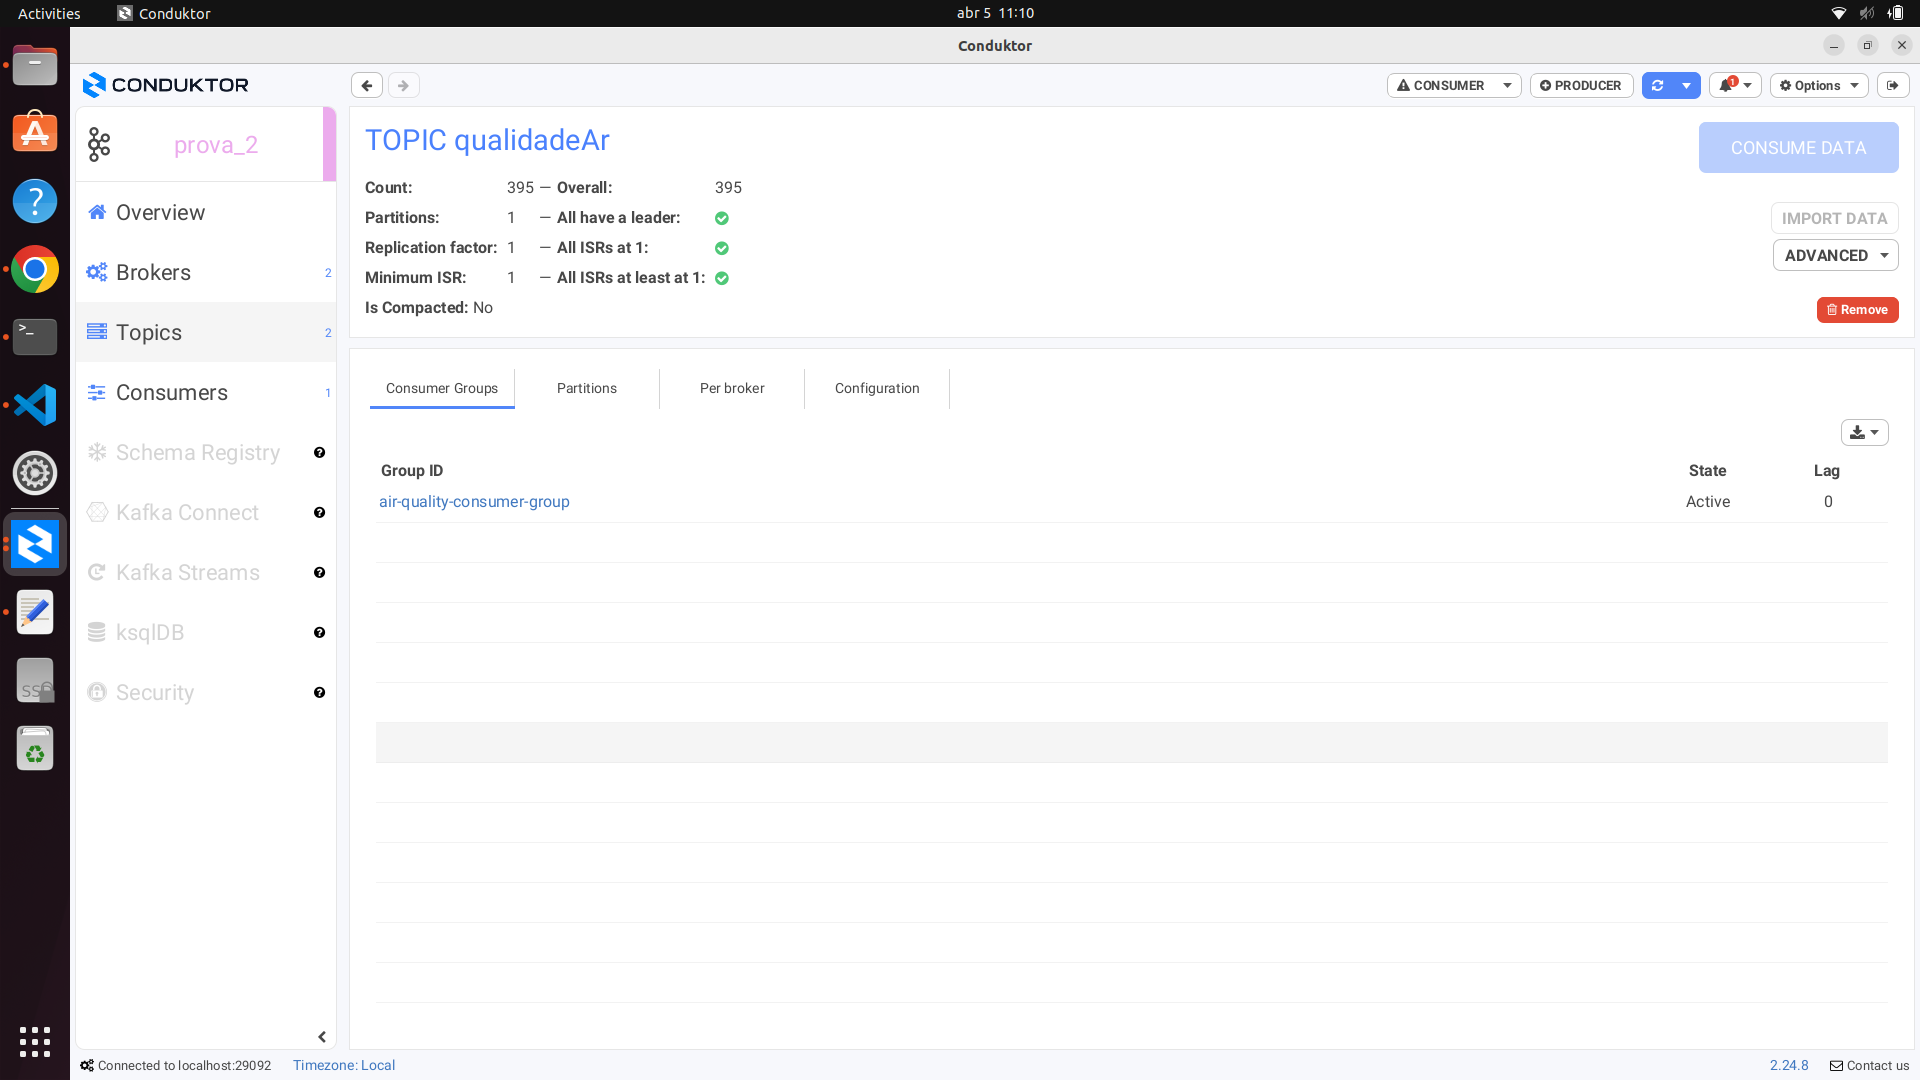 Activities Conduktor abr 5 11:10
Conduktor
CONDUKTOR CONSUMER PRODUCER 1 Options
prova_2
Overview
Brokers 2
Topics 2
Consumers 1
Schema Registry ?
Kafka Connect ?
Kafka Streams ?
ksqlDB ?
Security ?
TOPIC qualidadeAr
CONSUME DATA
Count: 395 — Overall: 395
Partitions: 1 — All have a leader:
IMPORT DATA
Replication factor: 1 — All ISRs at 1:
ADVANCED
Minimum ISR: 1 — All ISRs at least at 1:
Is Compacted: No
Remove
Consumer Groups Partitions Per broker Configuration
Group ID State Lag
air-quality-consumer-group Active 0
? 
>_
SS
Connected to localhost:29092 Timezone: Local 2.24.8 Contact us